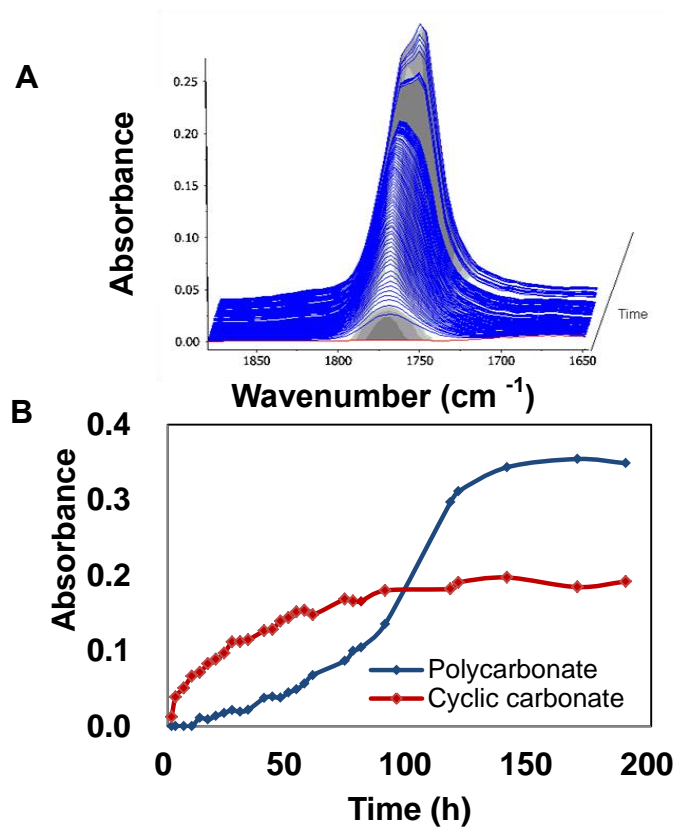 A
Absorbance
0.25
0.20
0.15
0.10
0.05
0.00
1850
1800
1750
1700
1650
Time
Wavenumber (cm -1)
B
Absorbance
0.4
0.3
0.2
0.1
0.0
Polycarbonate
Cyclic carbonate
0
50
100
150
200
Time (h)